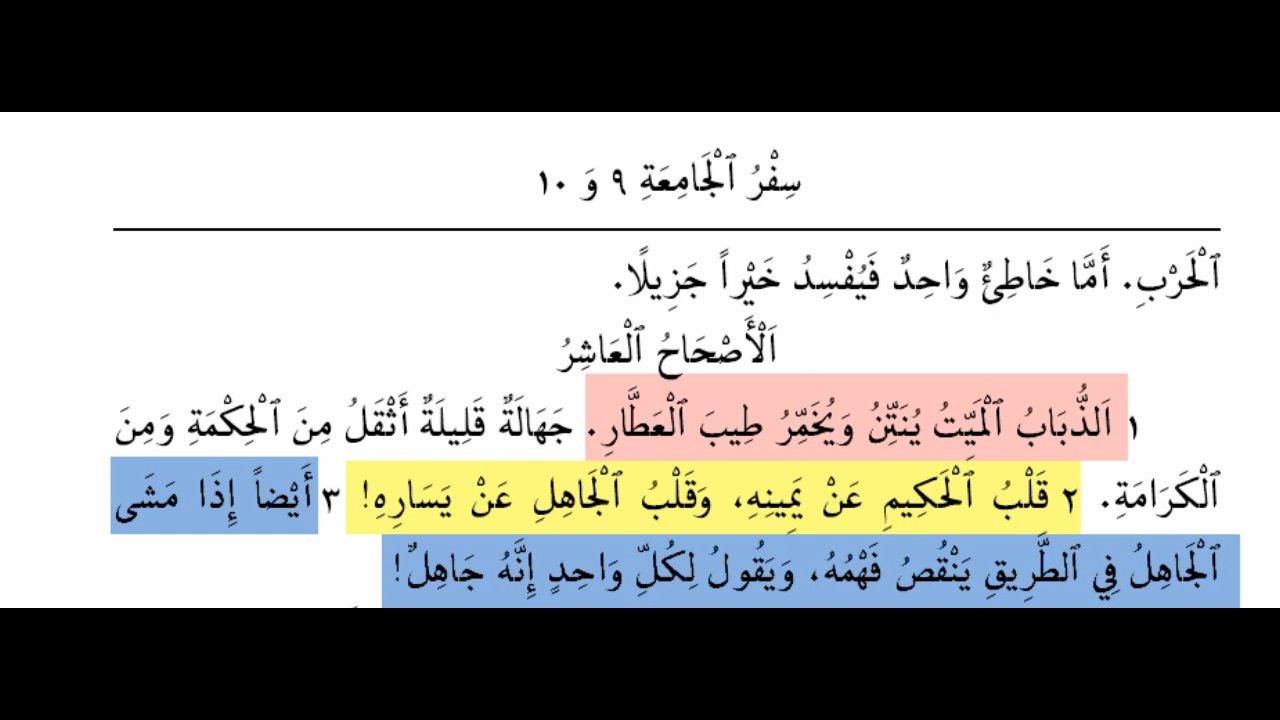 سِفْرُ ٱلْجَامِعَةِ ٩ وَ ١٠
ٱلْحَرْبِ. أَمَّا خَاطِئٌ وَاحِدٌ فَيُفْسِدُ خَيْراً جَزِيلًا.
اَلْأَصْحَاحُ ٱلْعَاشِرُ
١ اَلذُّبَابُ ٱلْمَيِّتُ يُنَتِّنُ وَيُخَمِّرُ طِيبَ ٱلْعَطَّارِ. جَهَالَةٌ قَلِيلَةٌ أَثْقَلُ مِنَ ٱلْحِكْمَةِ وَمِنَ
ٱلْكَرَامَةِ. ٢ قَلْبُ ٱلْحَكِيمِ عَنْ يَمِينِهِ، وَقَلْبُ ٱلْجَاهِلِ عَنْ يَسَارِهِ! ٣ أَيْضاً إِذَا مَشَى
ٱلْجَاهِلُ فِي ٱلطَّرِيقِ يَنْقُصُ فَهْمُهُ، وَيَقُولُ لِكُلِّ وَاحِدٍ إِنَّهُ جَاهِلٌ!